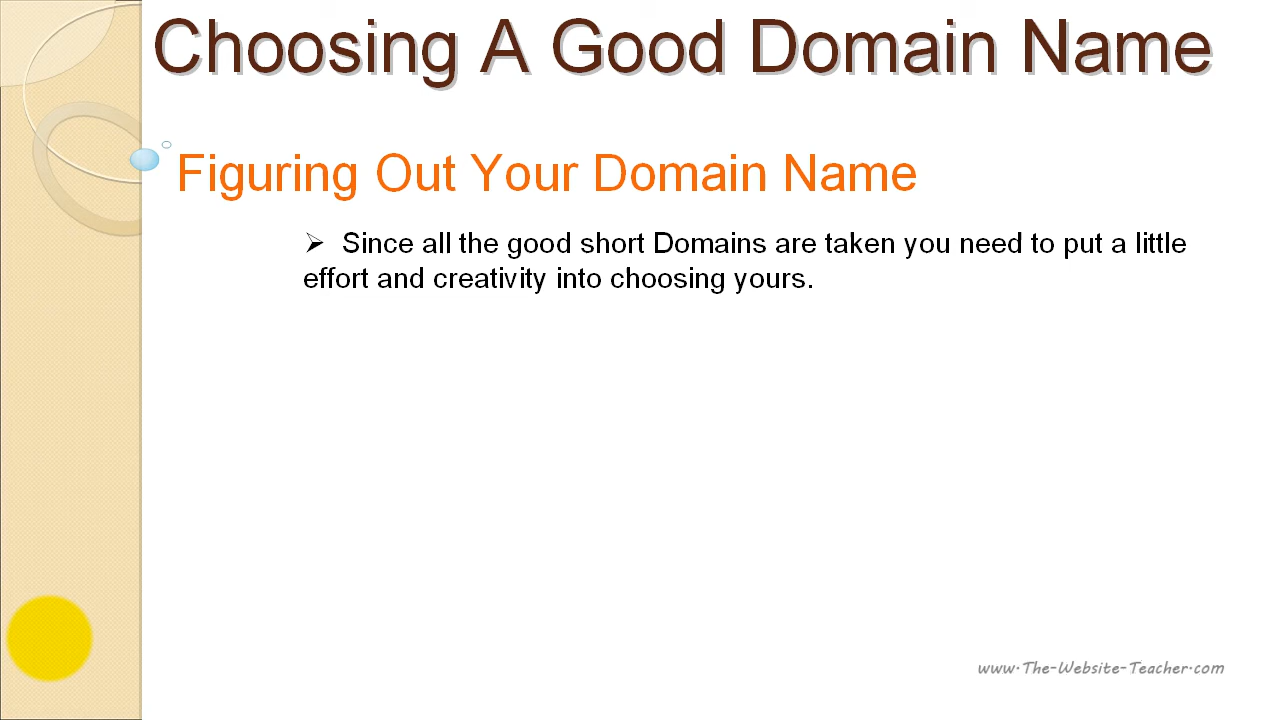 Choosing A Good Domain Name
Figuring Out Your Domain Name
➢ Since all the good short Domains are taken you need to put a little
effort and creativity into choosing yours.
www.The-Website-Teacher.com